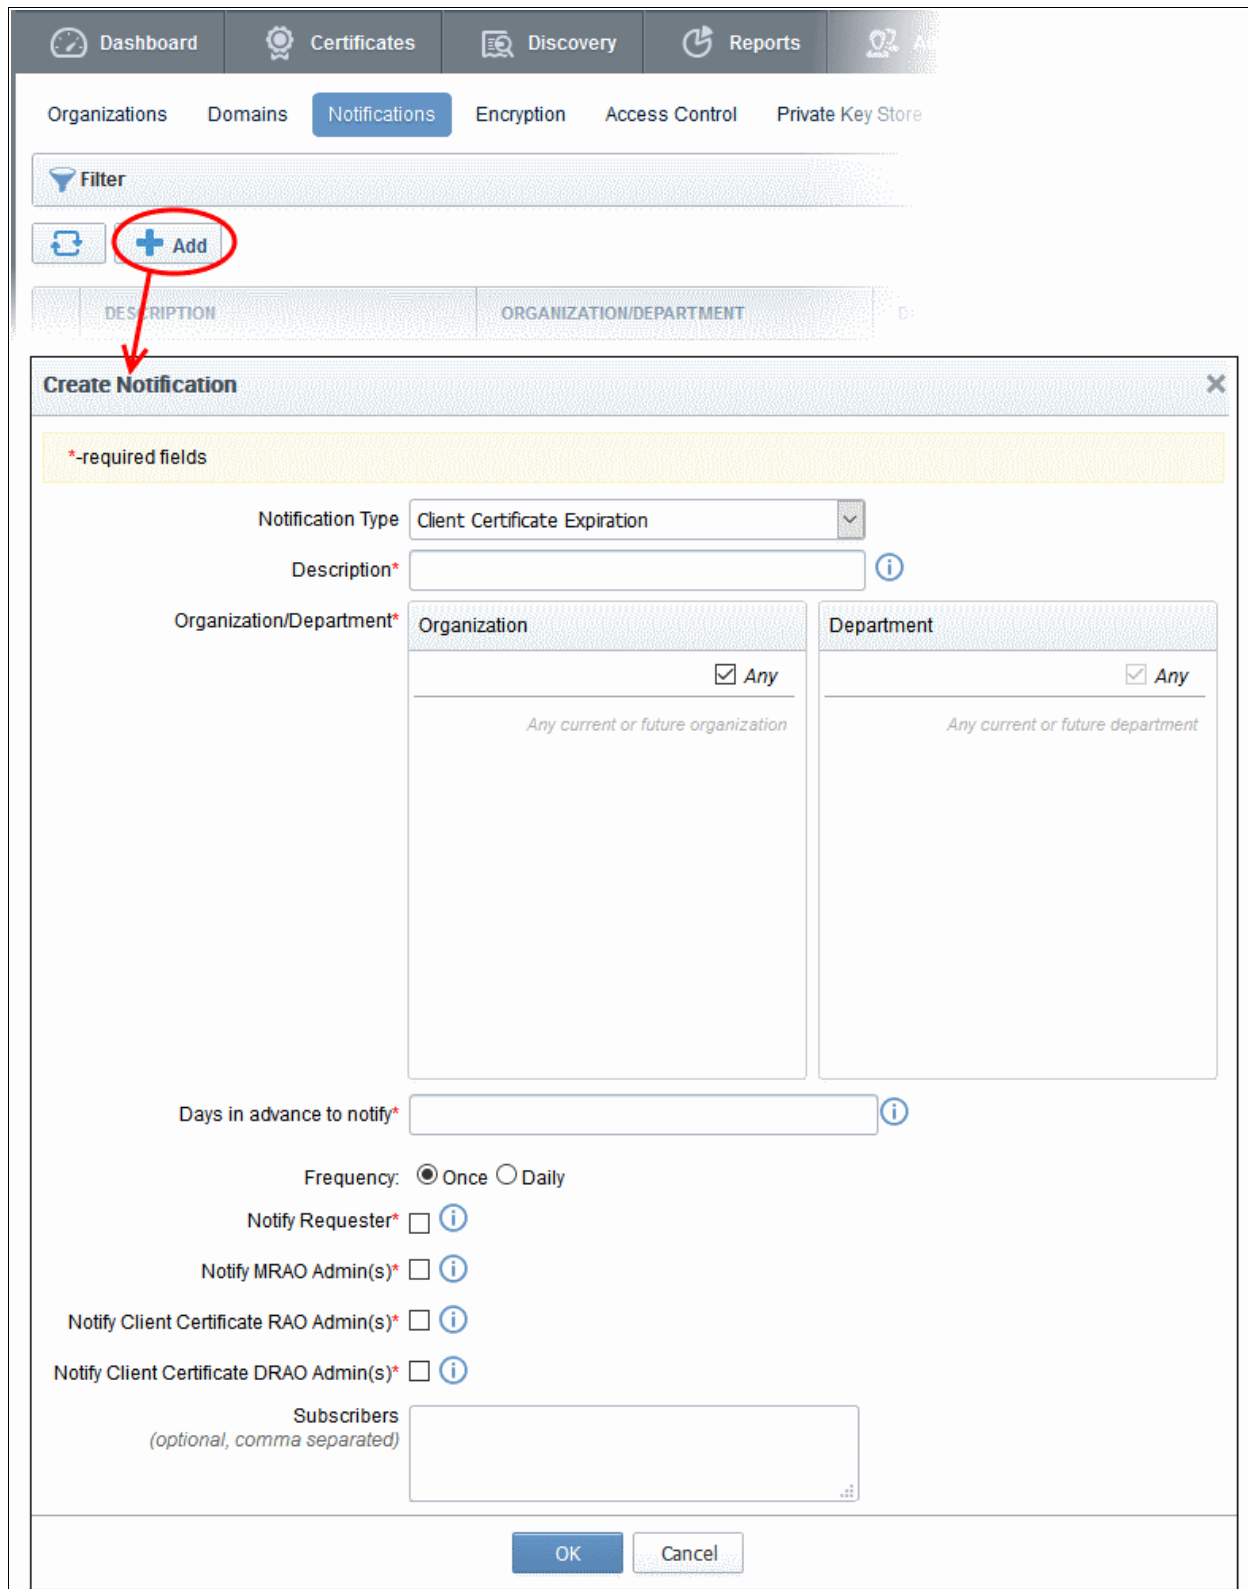 Dashboard Certificates Discovery Reports
Organizations Domains Notifications Encryption Access Control Private Key Store
Filter
Add
DESCRIPTION ORGANIZATION/DEPARTMENT
Create Notification
*-required fields
Notification Type Client Certificate Expiration
Description*
Organization/Department* Organization Department
Any Any
Any current or future organization Any current or future department
Days in advance to notify*
Frequency: Once Daily
Notify Requester*
Notify MRAO Admin(s)*
Notify Client Certificate RAO Admin(s)*
Notify Client Certificate DRAO Admin(s)*
Subscribers
(optional, comma separated)
OK Cancel